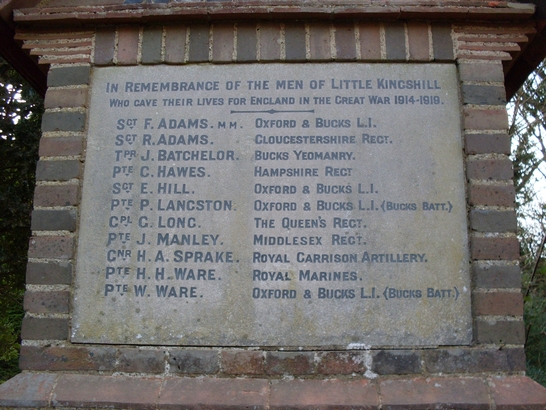 IN REMEMBRANCE OF THE MEN OF LITTLE KINGSHILL
WHO GAVE THEIR LIVES FOR ENGLAND IN THE GREAT WAR 1914-1919.
SGT F. ADAMS. M.M. OXFORD & BUCKS L.I.
SGT R. ADAMS. GLOUCESTERSHIRE REGT.
TPR J. BATCHELOR. BUCKS YEOMANRY.
PTE C. HAWES. HAMPSHIRE REGT
SGT E. HILL. OXFORD & BUCKS L.I.
PTE P. LANGSTON. OXFORD & BUCKS L.I. (BUCKS BATT.)
CPL G. LONG. THE QUEEN'S REGT.
PTE J. MANLEY. MIDDLESEX REGT.
GNR H. A. SPRAKE. ROYAL GARRISON ARTILLERY.
PTE H. H. WARE. ROYAL MARINES.
PTE W. WARE. OXFORD & BUCKS L.I. (BUCKS BATT.)